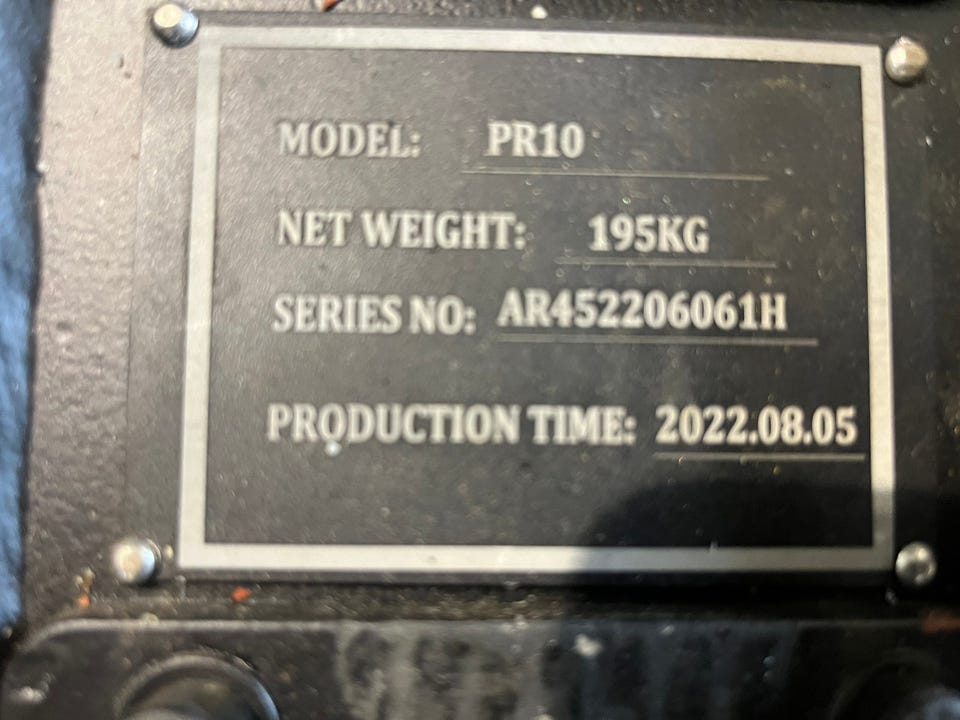 MODEL: PR10
NET WEIGHT: 195KG
SERIES NO: AR452206061H
PRODUCTION TIME: 2022.08.05